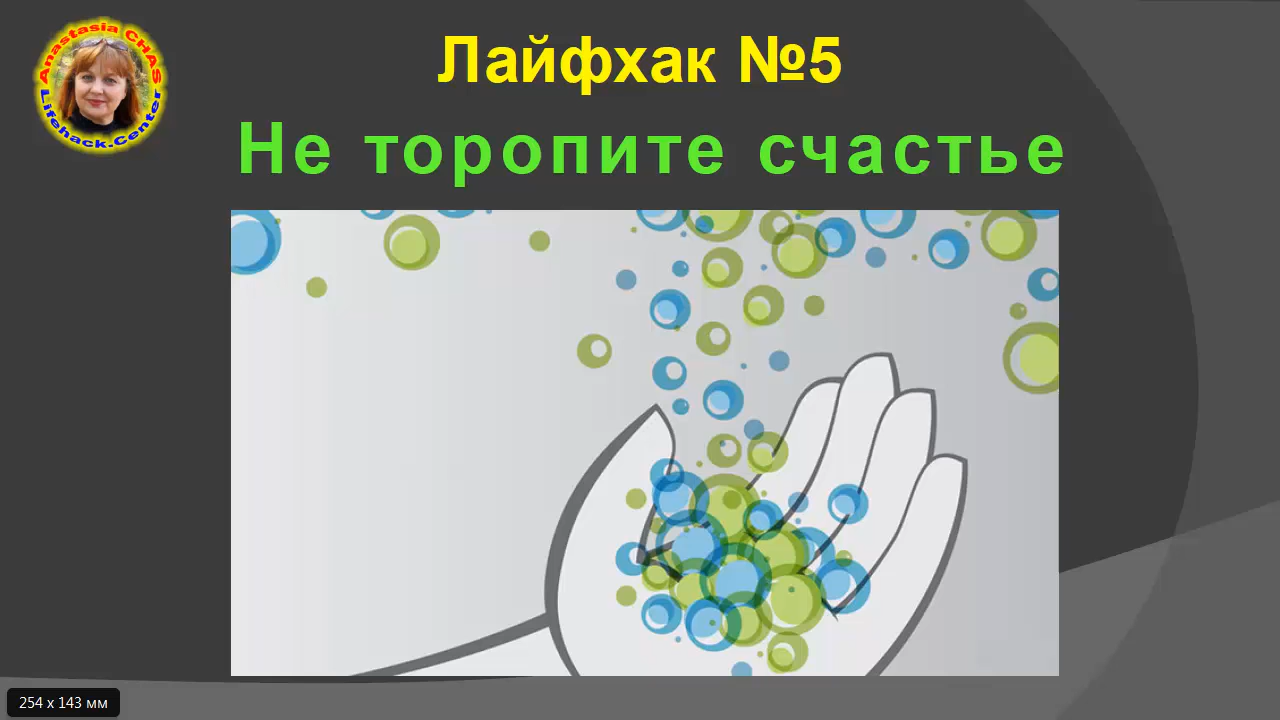 Anastasia CHAS
Lifehack.Center
Лайфхак №5
Не торопите счастье
254 x 143 мм